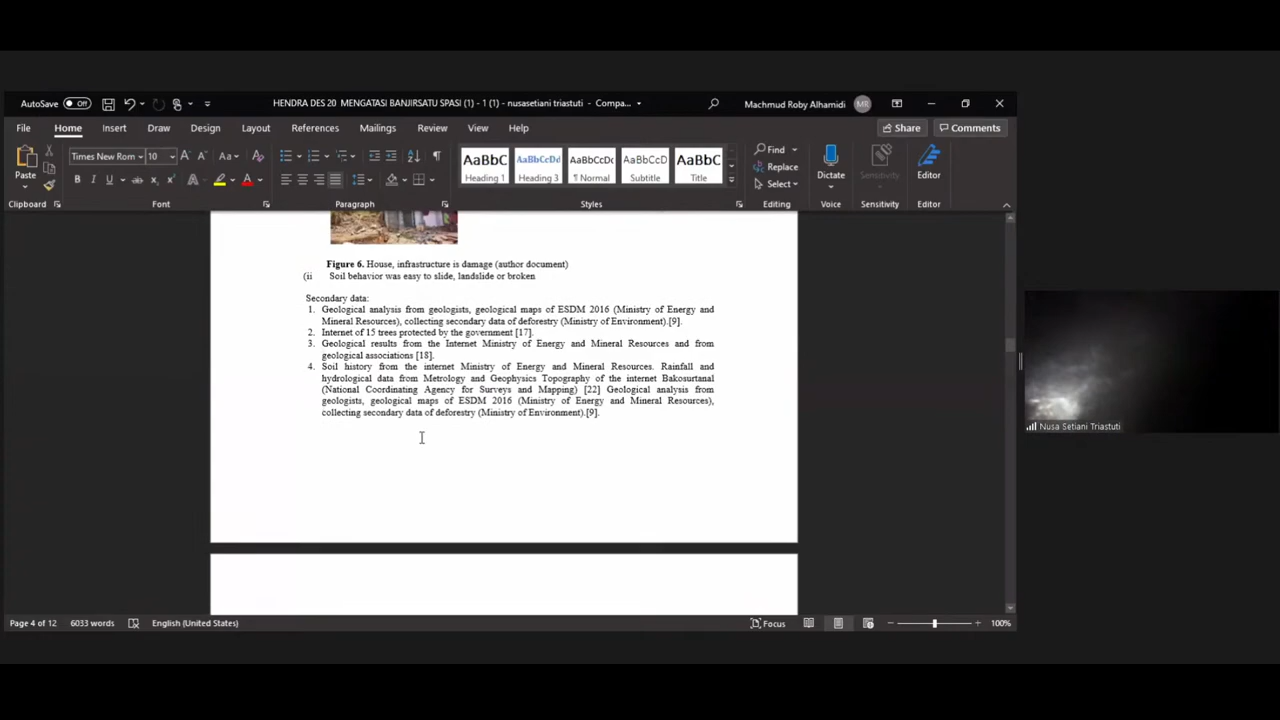 AutoSave Off
HENDRA DES 20 MENGATASI BANJIRSATU SPASI (1) - 1 (1) - nusasetiani triastuti - Compa...
Machmud Roby Alhamidi MR
File Home Insert Draw Design Layout References Mailings Review View Help
Share Comments
Paste
Times New Rom 10 Aa
B I U ab x x A A
AaBbC AaBbCcDd AaBbCcDc AaBbCcD AaBbC
Heading 1 Heading 3 ¶ Normal Subtitle Title
Find
Replace
Select
Dictate Sensitivity Editor
Clipboard Font Paragraph Styles Editing Voice Sensitivity Editor
Figure 6. House, infrastructure is damage (author document)
(ii Soil behavior was easy to slide, landslide or broken
Secondary data:
1. Geological analysis from geologists, geological maps of ESDM 2016 (Ministry of Energy and
Mineral Resources), collecting secondary data of deforestry (Ministry of Environment).[9].
2. Internet of 15 trees protected by the government [17].
3. Geological results from the Internet Ministry of Energy and Mineral Resources and from
geological associations [18].
4. Soil history from the internet Ministry of Energy and Mineral Resources. Rainfall and
hydrological data from Metrology and Geophysics Topography of the internet Bakosurtanal
(National Coordinating Agency for Surveys and Mapping) [22] Geological analysis from
geologists, geological maps of ESDM 2016 (Ministry of Energy and Mineral Resources),
collecting secondary data of deforestry (Ministry of Environment).[9].
Nusa Setiani Triastuti
Page 4 of 12 6033 words English (United States) Focus 100%